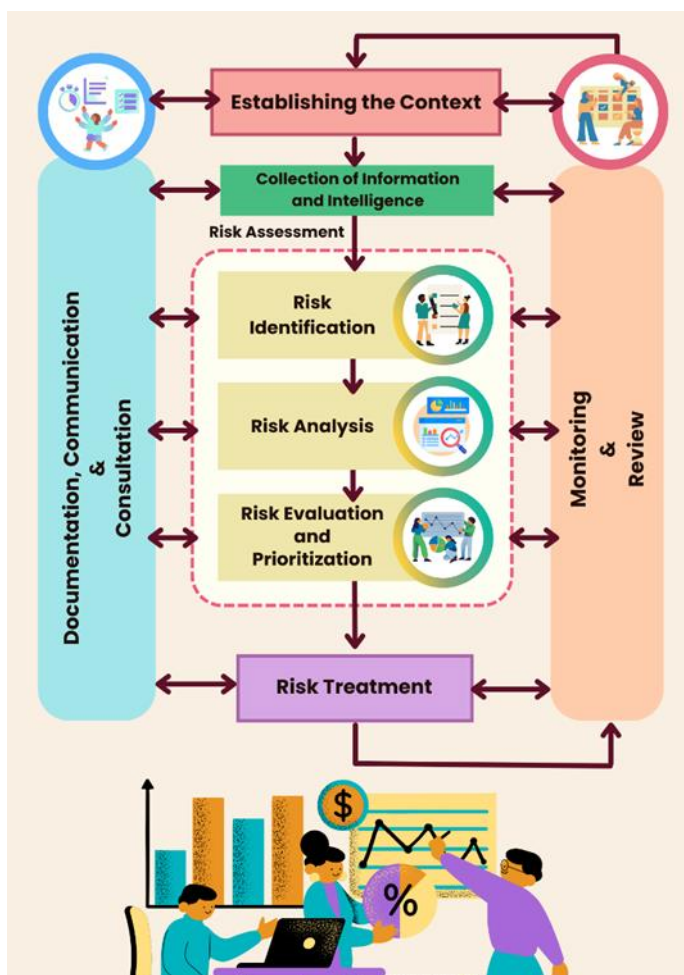 Establishing the Context
Collection of Information
and Intelligence
Risk Assessment
Risk
Identification
Risk Analysis
Risk Evaluation
and
Prioritization
Risk Treatment
Documentation, Communication
&
Consultation
Monitoring
&
Review
$
%